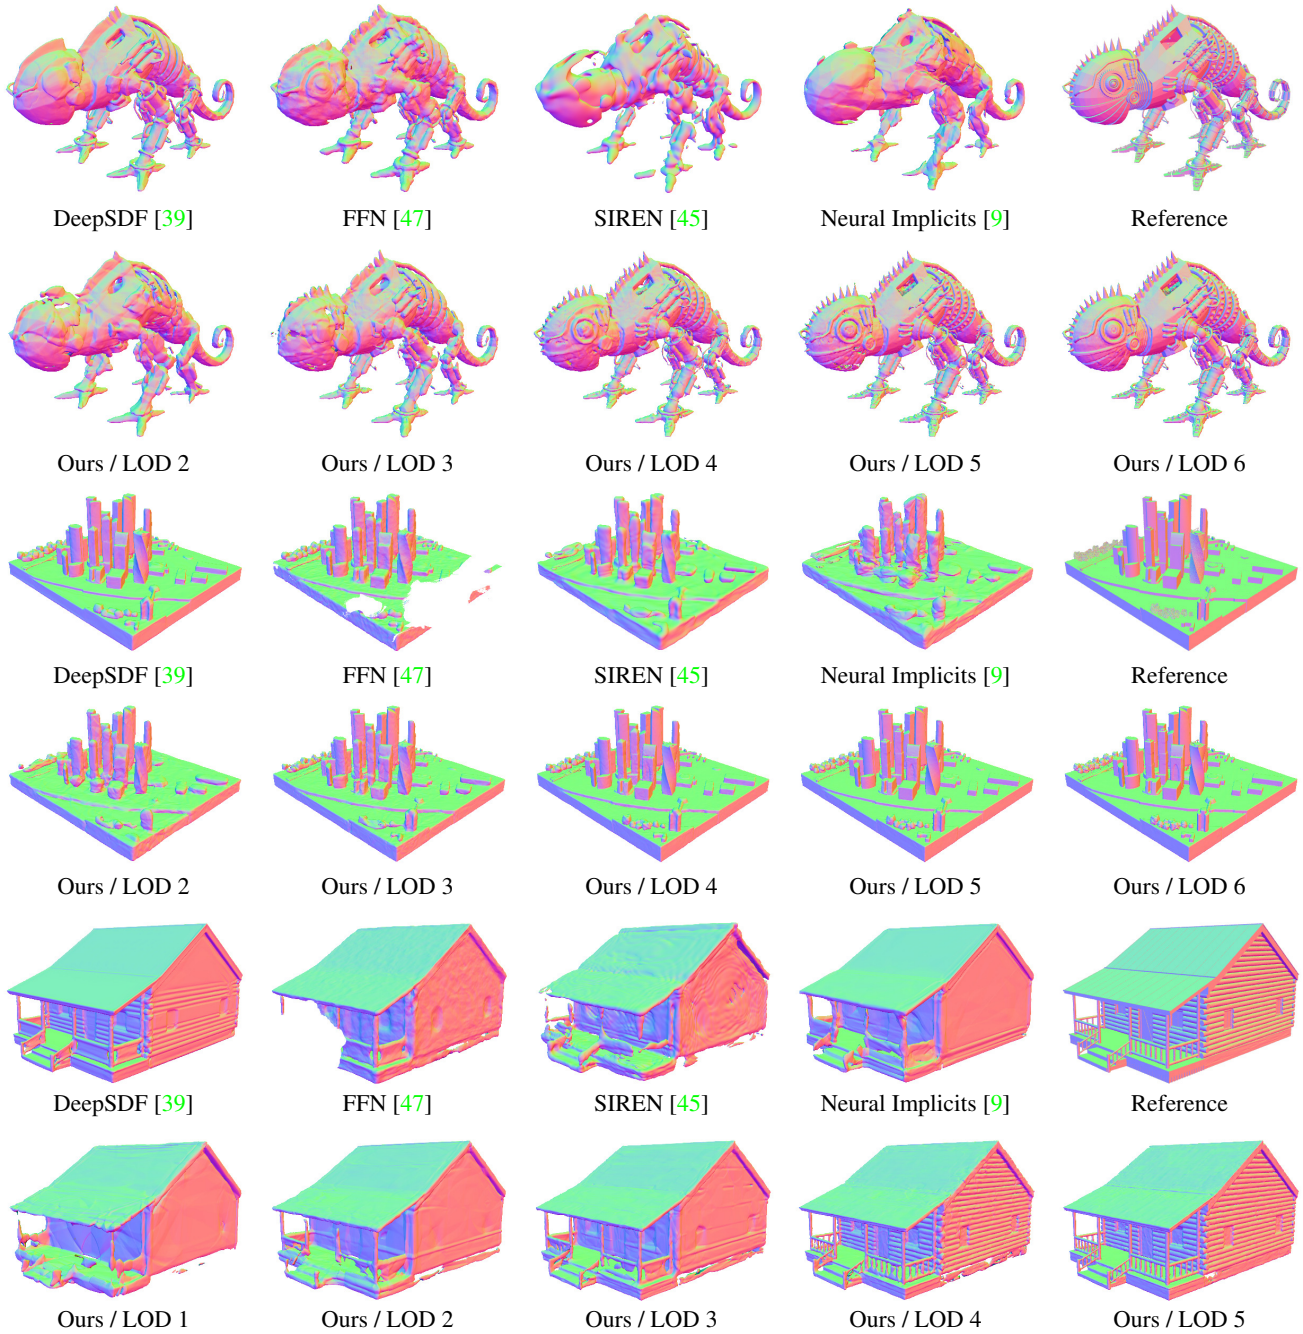 DeepSDF [39] FFN [47] SIREN [45] Neural Implicits [9] Reference
Ours / LOD 2 Ours / LOD 3 Ours / LOD 4 Ours / LOD 5 Ours / LOD 6
DeepSDF [39] FFN [47] SIREN [45] Neural Implicits [9] Reference
Ours / LOD 2 Ours / LOD 3 Ours / LOD 4 Ours / LOD 5 Ours / LOD 6
DeepSDF [39] FFN [47] SIREN [45] Neural Implicits [9] Reference
Ours / LOD 1 Ours / LOD 2 Ours / LOD 3 Ours / LOD 4 Ours / LOD 5